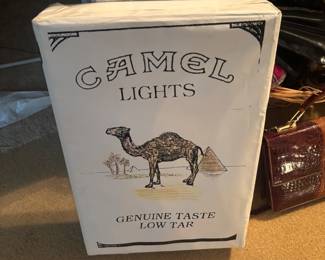 CAMEL
LIGHTS
GENUINE TASTE
LOW TAR